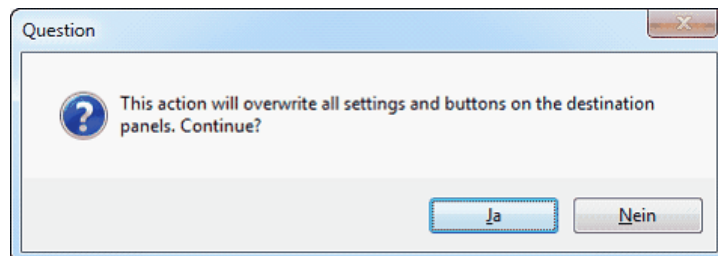 Question
This action will overwrite all settings and buttons on the destination
panels. Continue?
Ja
Nein